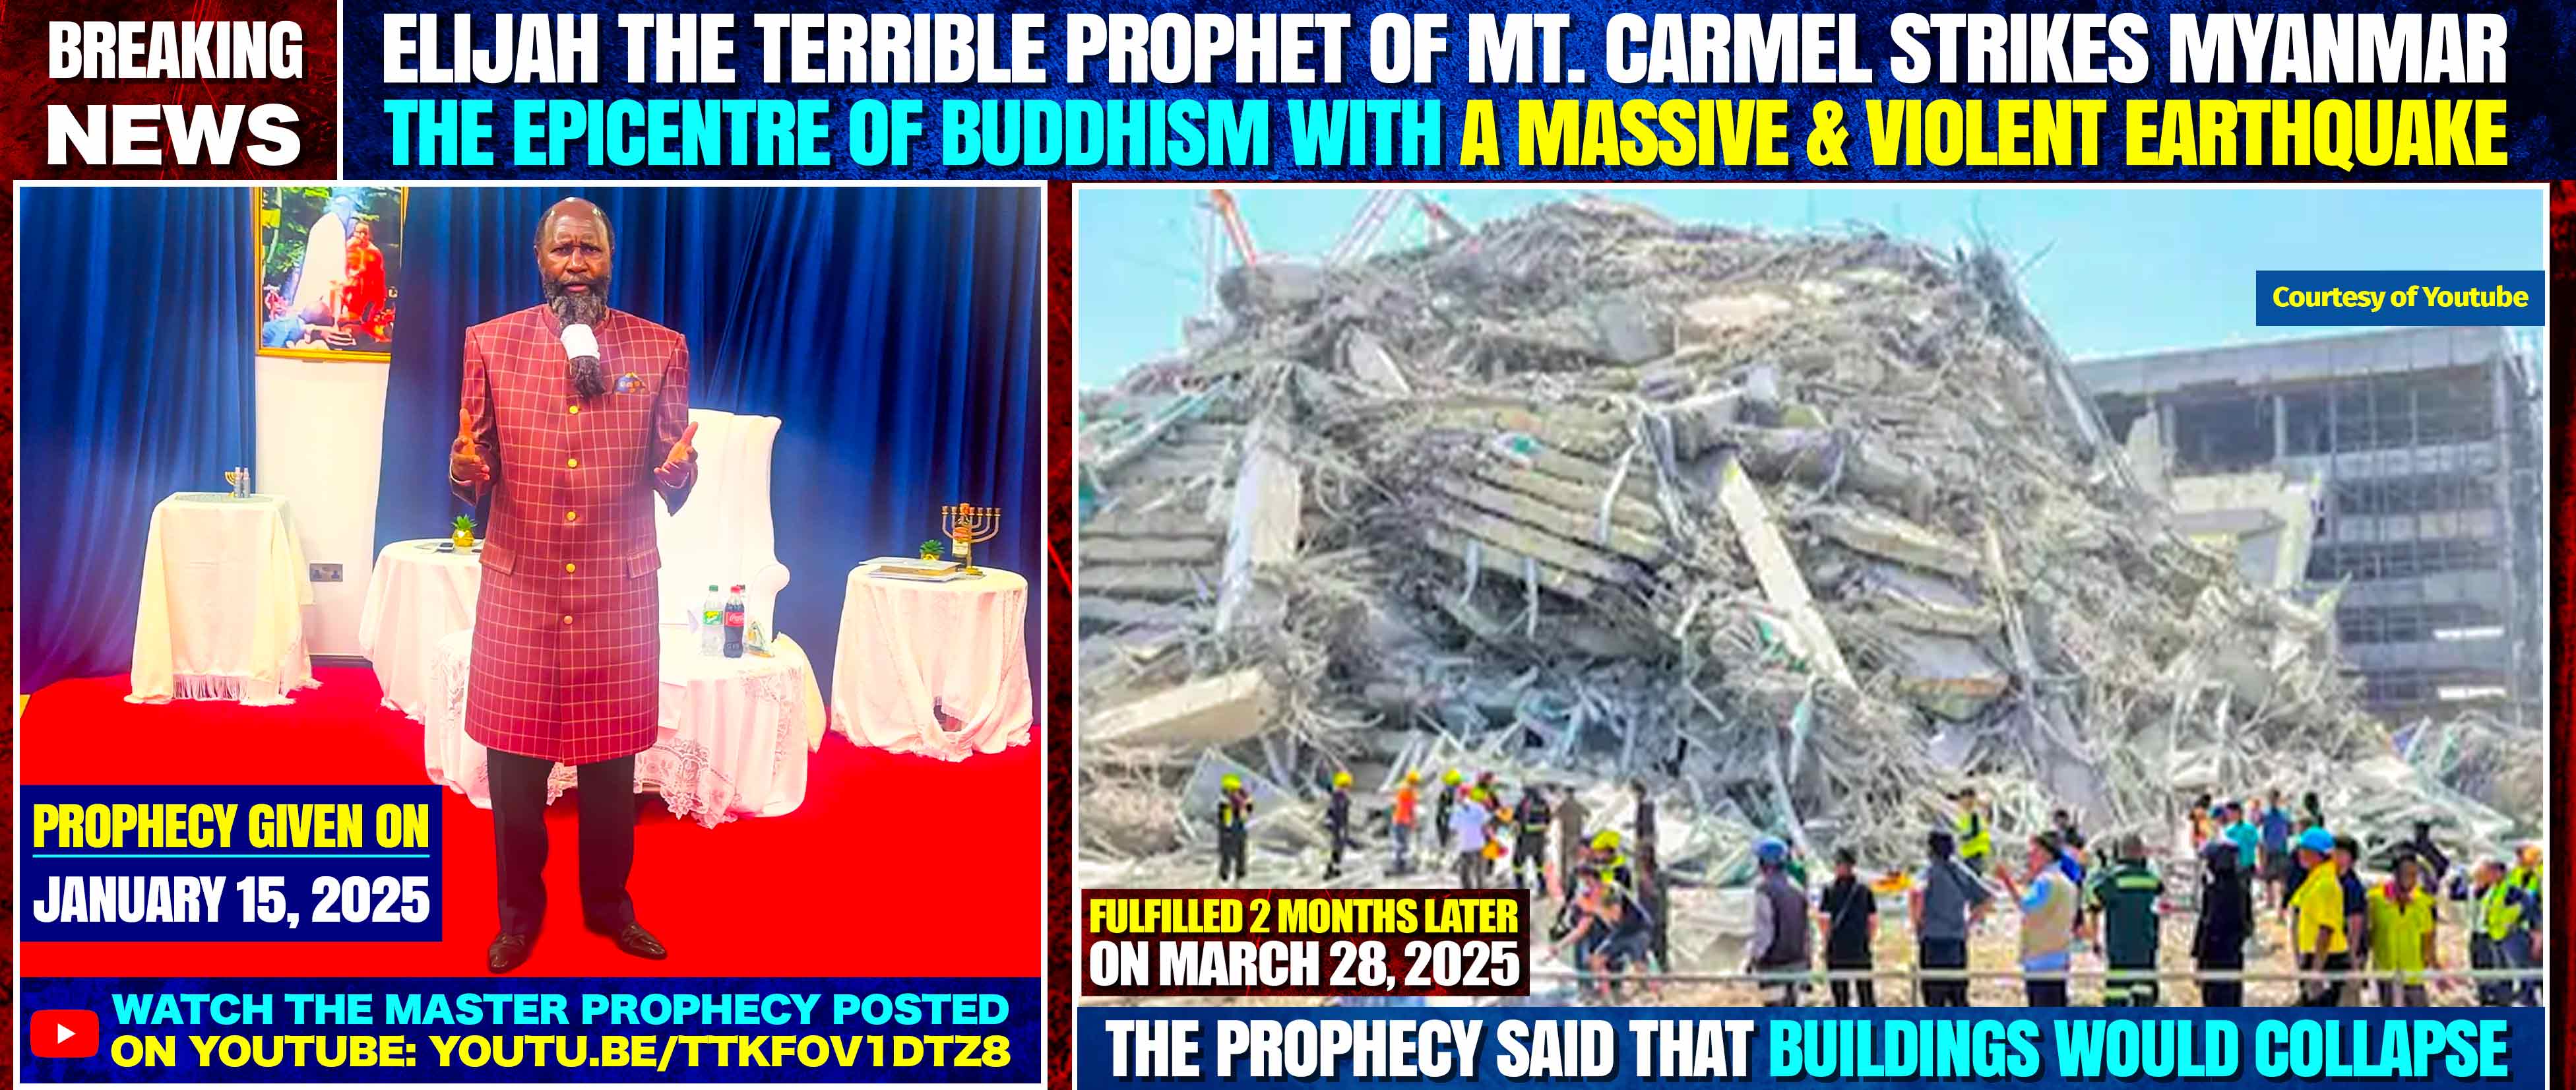 BREAKING
NEWS
ELIJAH THE TERRIBLE PROPHET OF MT. CARMEL STRIKES MYANMAR
THE EPICENTRE OF BUDDHISM WITH A MASSIVE & VIOLENT EARTHQUAKE
Courtesy of Youtube
PROPHECY GIVEN ON
JANUARY 15, 2025
WATCH THE MASTER PROPHECY POSTED
ON YOUTUBE: YOUTU.BE/TTKFOV1DTZ8
FULFILLED 2 MONTHS LATER
ON MARCH 28, 2025
THE PROPHECY SAID THAT BUILDINGS WOULD COLLAPSE